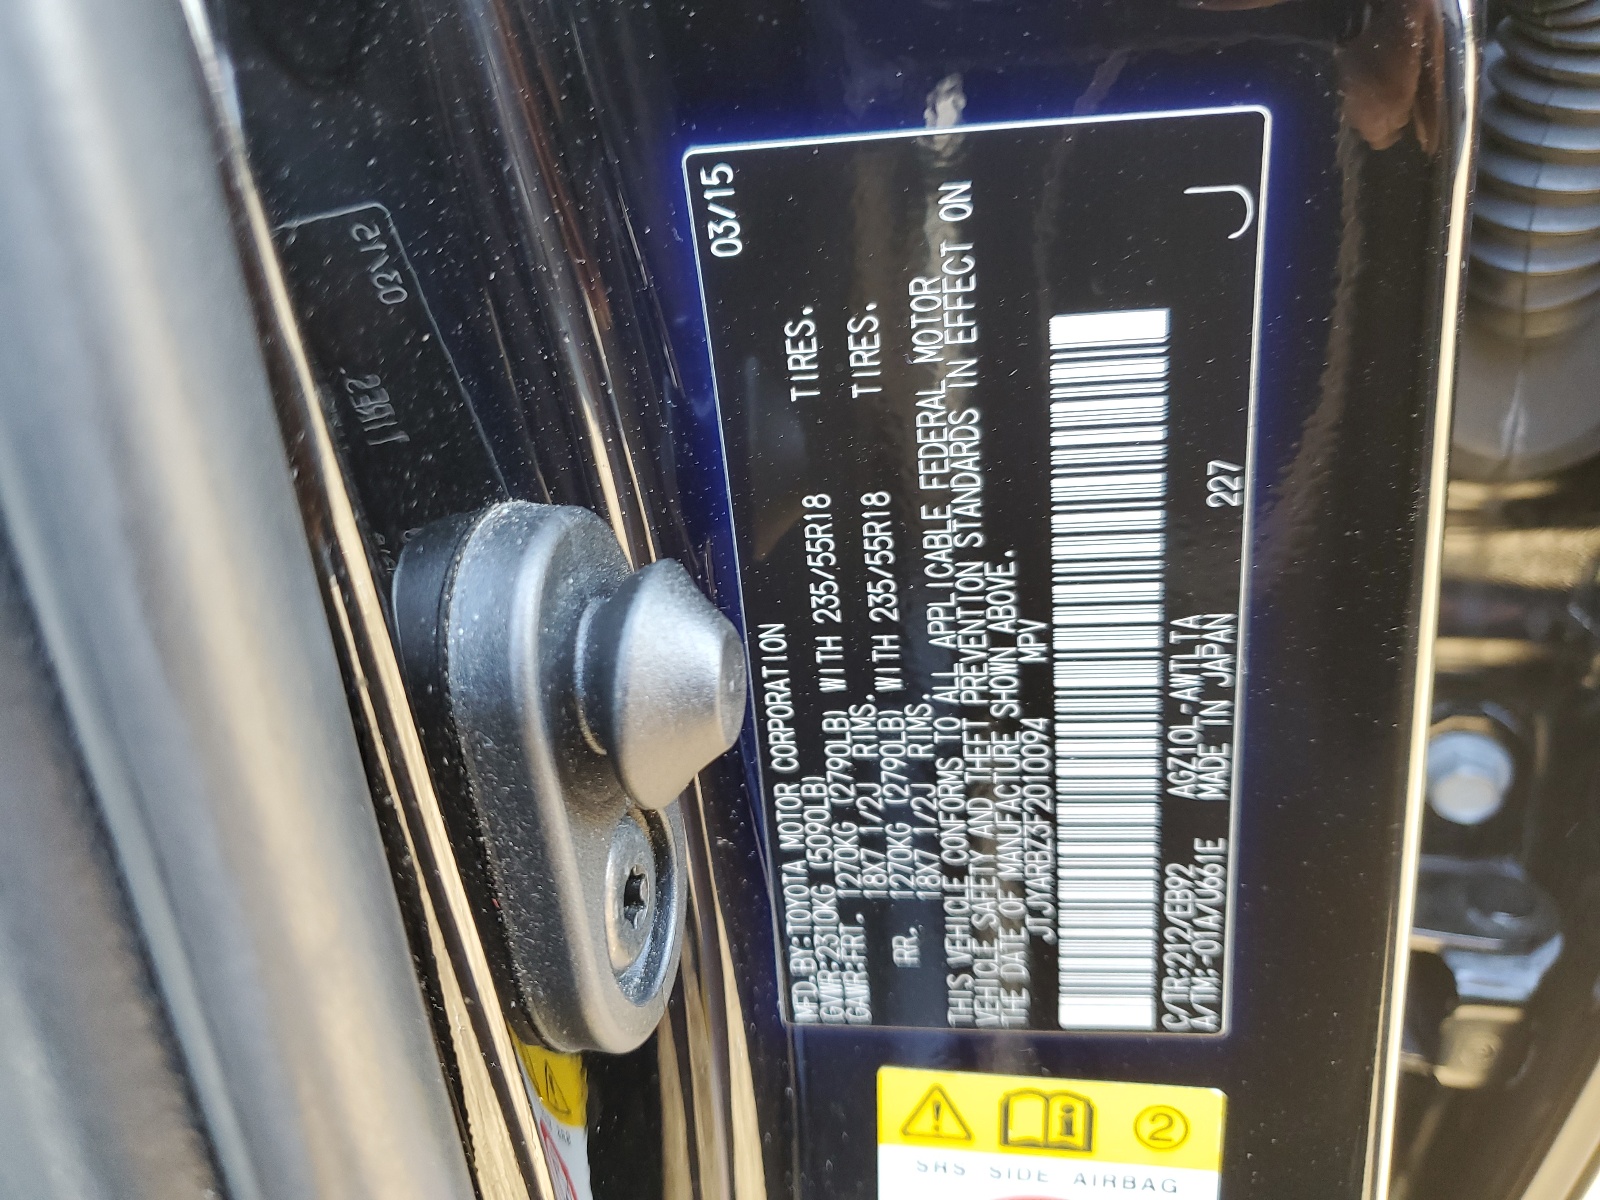 MFD.BY:TOYOTA MOTOR CORPORATION 03/15
GVWR:2310KG (5090LB)
GAWR:FRT. 1270KG (2790LB) WITH 235/55R18 TIRES.
18X7 1/2J RIMS.
RR. 1270KG (2790LB) WITH 235/55R18 TIRES.
18X7 1/2J RIMS.
THIS VEHICLE CONFORMS TO ALL APPLICABLE FEDERAL MOTOR
VEHICLE SAFETY AND THEFT PREVENTION STANDARDS IN EFFECT ON
THE DATE OF MANUFACTURE SHOWN ABOVE.
JTJYARBZ3F2010094 MPV
C/TR:212/EB92 AGZ10L-AWTLTA
A/TM:-01A/U661E MADE IN JAPAN 227 J
2
SRS SIDE AIRBAG